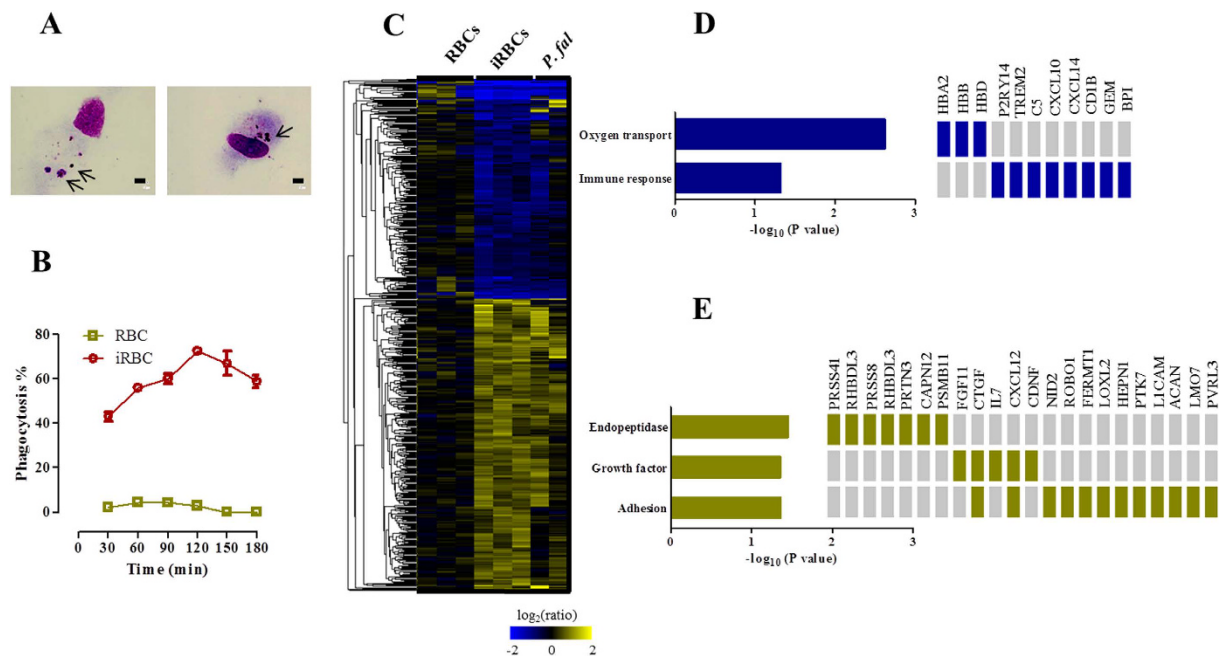 A
B
RBC
iRBC
Phagocytosis %
80
60
40
20
0
0 30 60 90 120 150 180
Time (min)
C
RBCs
iRBCs
P. fal
log2(ratio)
-2 2
D
Oxygen transport
Immune response
0 1 2 3
-log10 (P value)
HBA2
HBB
HBD
P2RY14
TREM2
C5
CXCL10
CXCL14
CD1B
GEM
BPI
E
Endopeptidase
Growth factor
Adhesion
0 1 2 3
-log10 (P value)
PRSS41
RHBDL3
PRSS8
RHBDL3
PRTN3
CAPN12
PSMB11
FGF11
CTGF
IL7
CXCL12
CDNF
NID2
ROBO1
FERMT1
LOXL2
HEPN1
PTK7
L1CAM
ACAN
LMO7
PVRL3